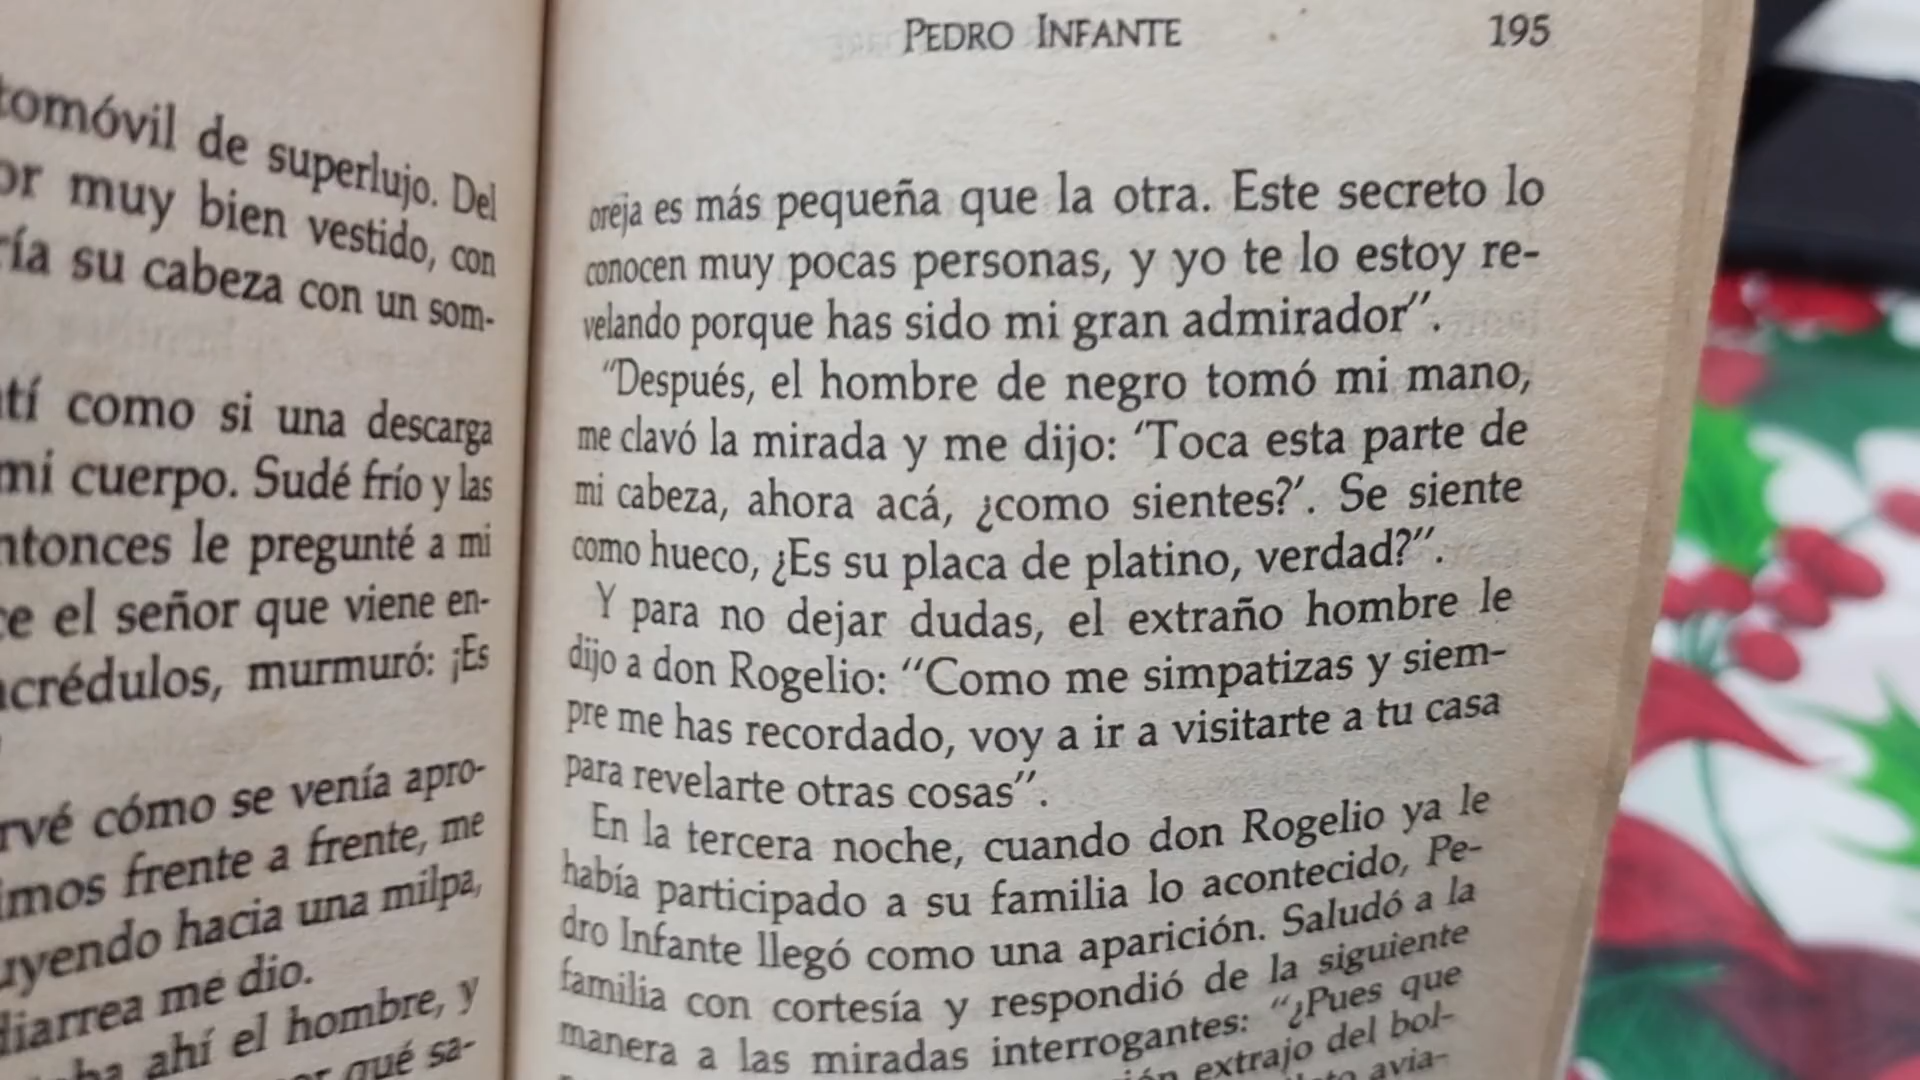 tomóvil de superlujo. Del
or muy bien vestido, con
ría su cabeza con un som-
tí como si una descarga
mi cuerpo. Sudé frío y las
ntonces le pregunté a mi
ce el señor que viene en-
crédulos, murmuró: ¡Es
rvé cómo se venía apro-
imos frente a frente, me
uyendo hacia una milpa,
diarrea me dio.
ahí el hombre, y
qué sa-
PEDRO INFANTE 195
oreja es más pequeña que la otra. Este secreto lo
conocen muy pocas personas, y yo te lo estoy re-
velando porque has sido mi gran admirador”.
“Después, el hombre de negro tomó mi mano,
me clavó la mirada y me dijo: ‘Toca esta parte de
mi cabeza, ahora acá, ¿como sientes?’. Se siente
como hueco, ¿Es su placa de platino, verdad?”.
Y para no dejar dudas, el extraño hombre le
dijo a don Rogelio: “Como me simpatizas y siem-
pre me has recordado, voy a ir a visitarte a tu casa
para revelarte otras cosas”.
En la tercera noche, cuando don Rogelio ya le
había participado a su familia lo acontecido, Pe-
dro Infante llegó como una aparición. Saludó a la
familia con cortesía y respondió de la siguiente
manera a las miradas interrogantes: “¿Pues que
extrajo del bol-
avia-